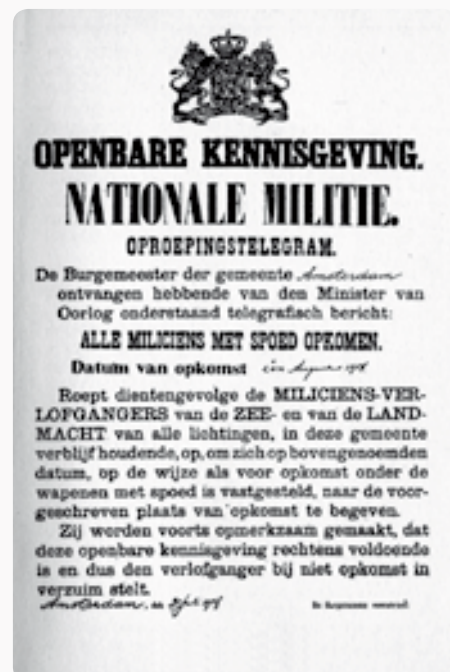 OPENBARE KENNISGEVING.
NATIONALE MILITIE.
OPROEPINGSTELEGRAM.
De Burgemeester der gemeente Amsterdam
ontvangen hebbende van den Minister van
Oorlog onderstaand telegrafisch bericht:
ALLE MILICIENS MET SPOED OPKOMEN.
Datum van opkomst
Roept dientengevolge de MILICIENS-VER-
LOFGANGERS van de ZEE- en van de LAND-
MACHT van alle lichtingen, in deze gemeente
verblijf houdende, op, om zich op bovengenoemden
datum, op de wijze als voor opkomst onder de
wapenen met spoed is vastgesteld, naar de voor-
geschreven plaats van opkomst te begeven.
Zij worden voorts opmerkzaam gemaakt, dat
deze openbare kennisgeving rechtens voldoende
is en dus den verlofganger bij niet opkomst in
verzuim stelt.
Amsterdam,
De Burgemeester voornoemd